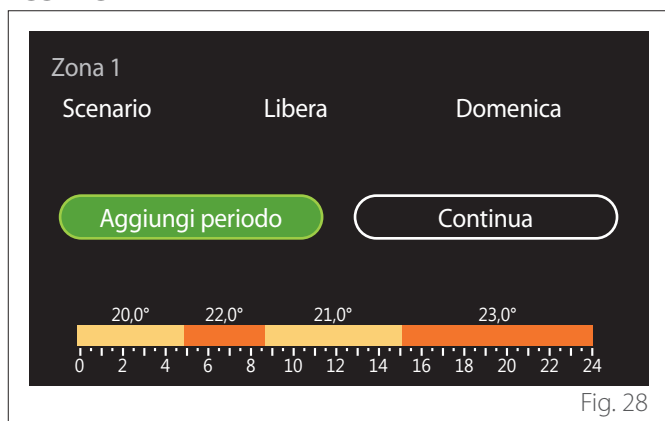 Zona 1
Scenario Libera Domenica
Aggiungi periodo Continua
20,0° 22,0° 21,0° 23,0°
0 2 4 6 8 10 12 14 16 18 20 22 24
Fig. 28